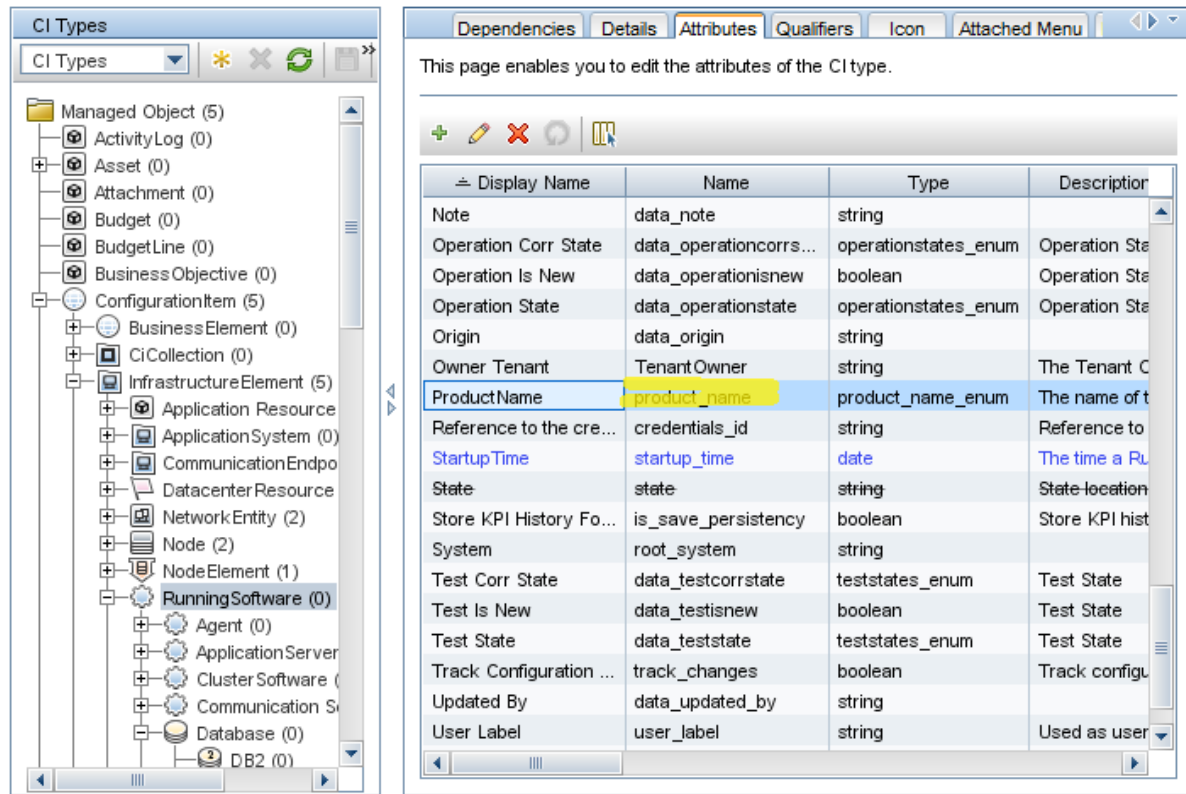 CI Types
CI Types
Managed Object (5)
ActivityLog (0)
Asset (0)
Attachment (0)
Budget (0)
BudgetLine (0)
BusinessObjective (0)
ConfigurationItem (5)
BusinessElement (0)
CiCollection (0)
InfrastructureElement (5)
Application Resource
ApplicationSystem (0)
CommunicationEndpo
DatacenterResource
NetworkEntity (2)
Node (2)
NodeElement (1)
RunningSoftware (0)
Agent (0)
ApplicationServer
ClusterSoftware (
Communication S
Database (0)
DB2 (0)
Dependencies Details Attributes Qualifiers Icon Attached Menu
This page enables you to edit the attributes of the CI type.
Display Name Name Type Description
Note data_note string
Operation Corr State data_operationcorrs... operationstates_enum Operation Sta
Operation Is New data_operationisnew boolean Operation Sta
Operation State data_operationstate operationstates_enum Operation Sta
Origin data_origin string
Owner Tenant TenantOwner string The Tenant O
ProductName product_name product_name_enum The name of t
Reference to the cre... credentials_id string Reference to
StartupTime startup_time date The time a Ru
State state string State location
Store KPI History Fo... is_save_persistency boolean Store KPI hist
System root_system string
Test Corr State data_testcorrstate teststates_enum Test State
Test Is New data_testisnew boolean Test State
Test State data_teststate teststates_enum Test State
Track Configuration ... track_changes boolean Track configu
Updated By data_updated_by string
User Label user_label string Used as user